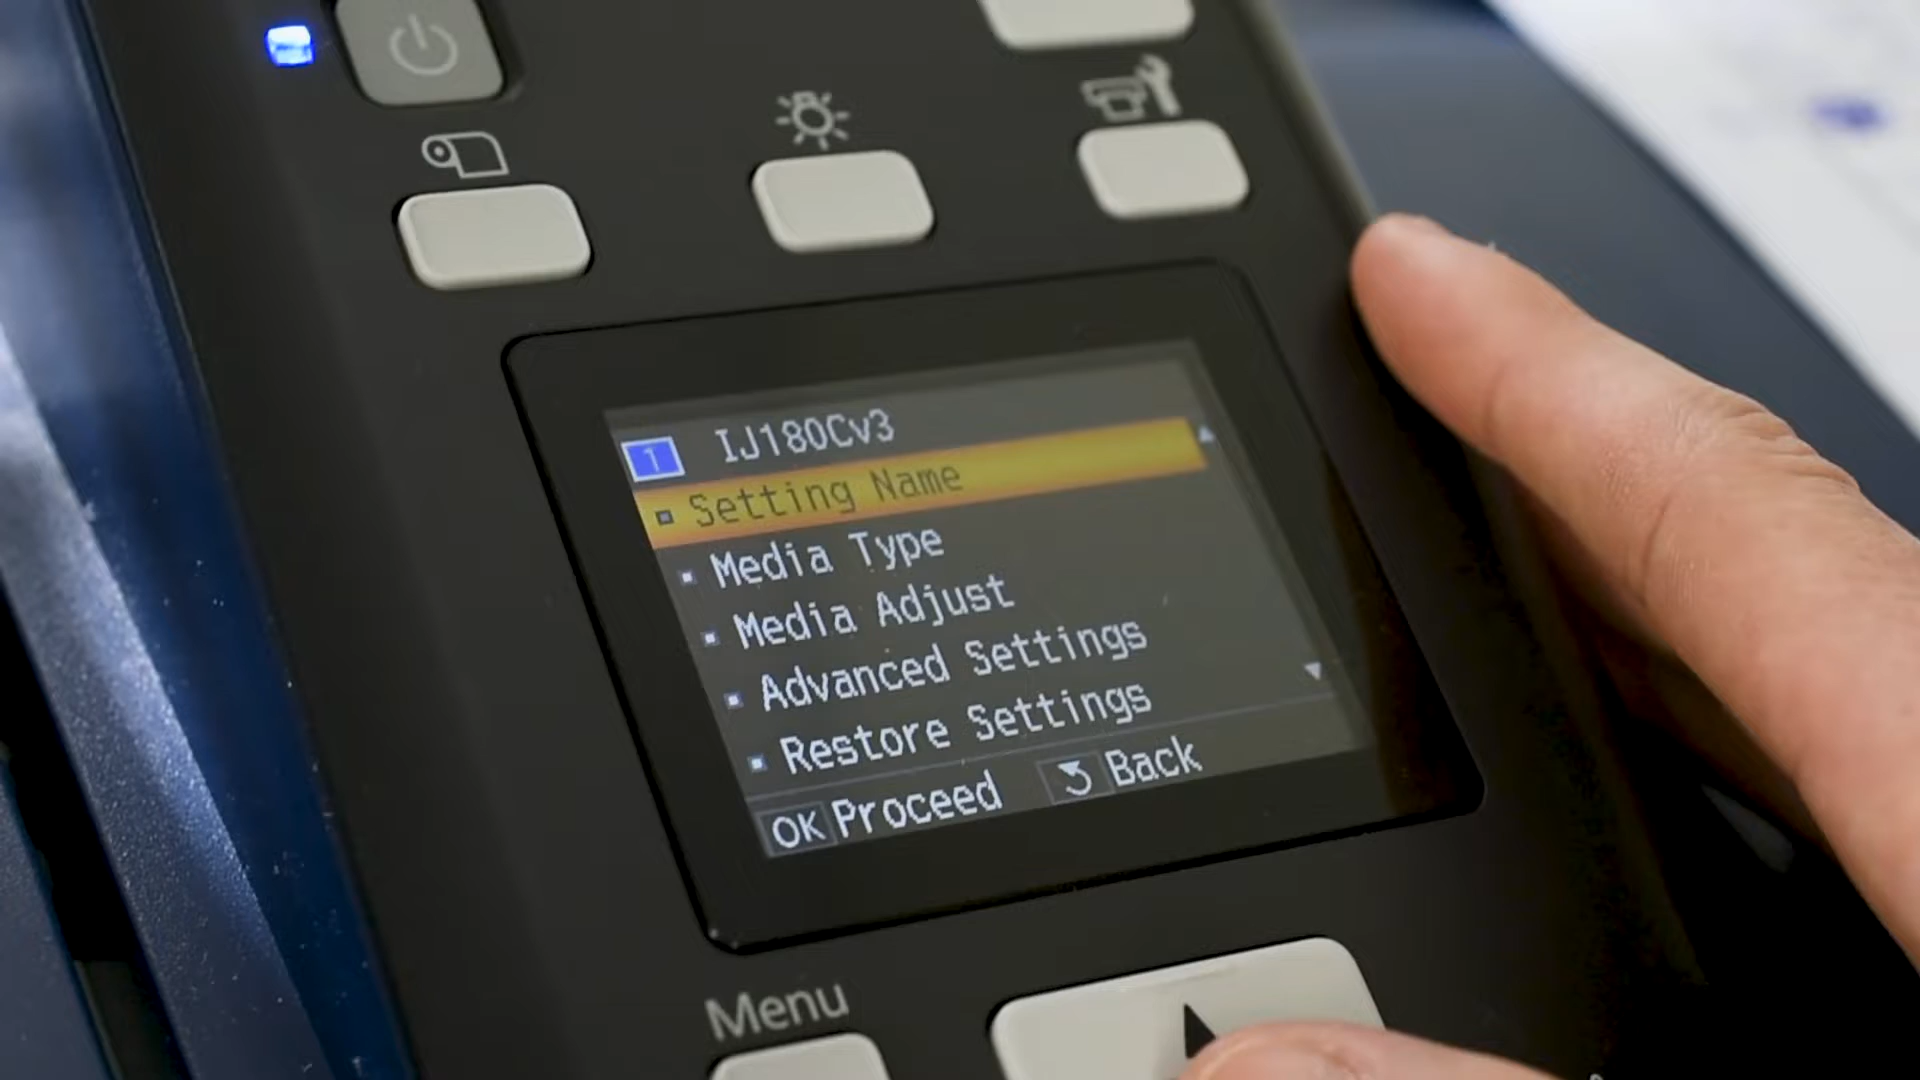 1 IJ180Cv3
Setting Name
Media Type
Media Adjust
Advanced Settings
Restore Settings
OK Proceed Back
Menu